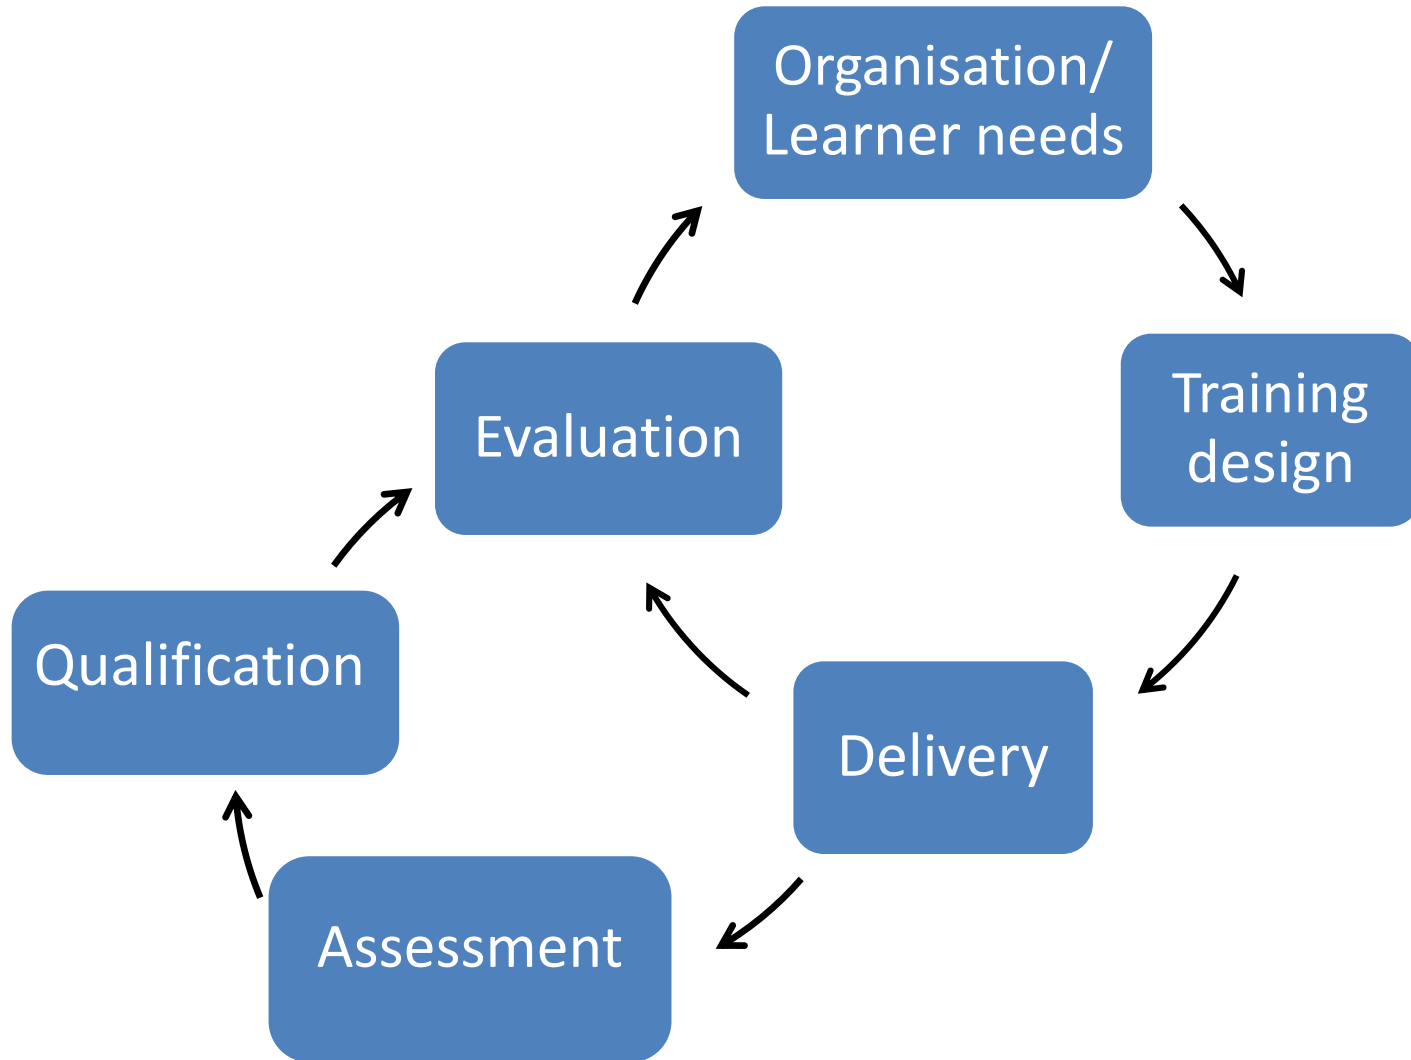 Organisation/
Learner needs
Training
design
Evaluation
Qualification
Delivery
Assessment